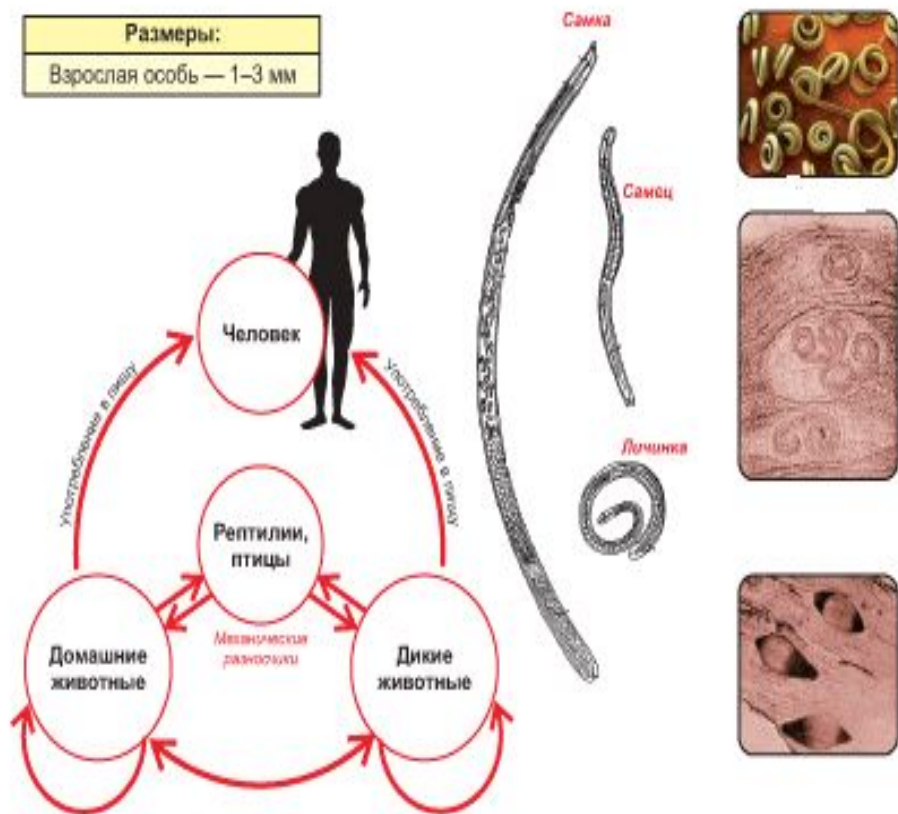 Размеры:
Взрослая особь — 1–3 мм
Самка
Самец
Личинка
Человек
Употребление в пищу
Употребление в пищу
Рептилии,
птицы
Механические
разносчики
Домашние
животные
Дикие
животные